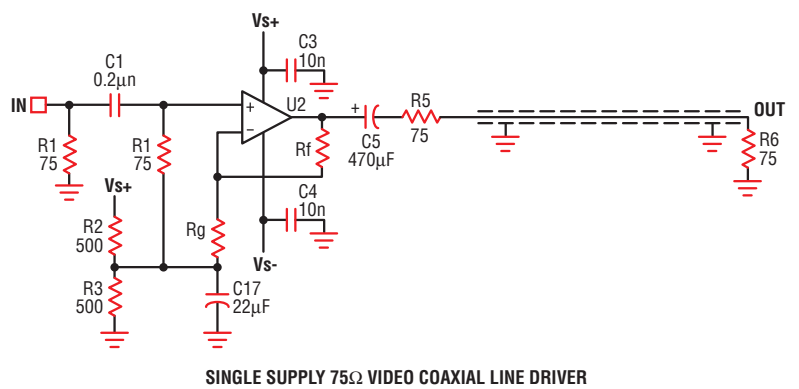 Vs+
C3
10n
C1
0.2µn
IN
+
U2
−
+
C5
470µF
R5
75
OUT
R1
75
R1
75
Rf
R6
75
Vs+
R2
500
Rg
C4
10n
Vs-
R3
500
C17
22µF
SINGLE SUPPLY 75Ω VIDEO COAXIAL LINE DRIVER